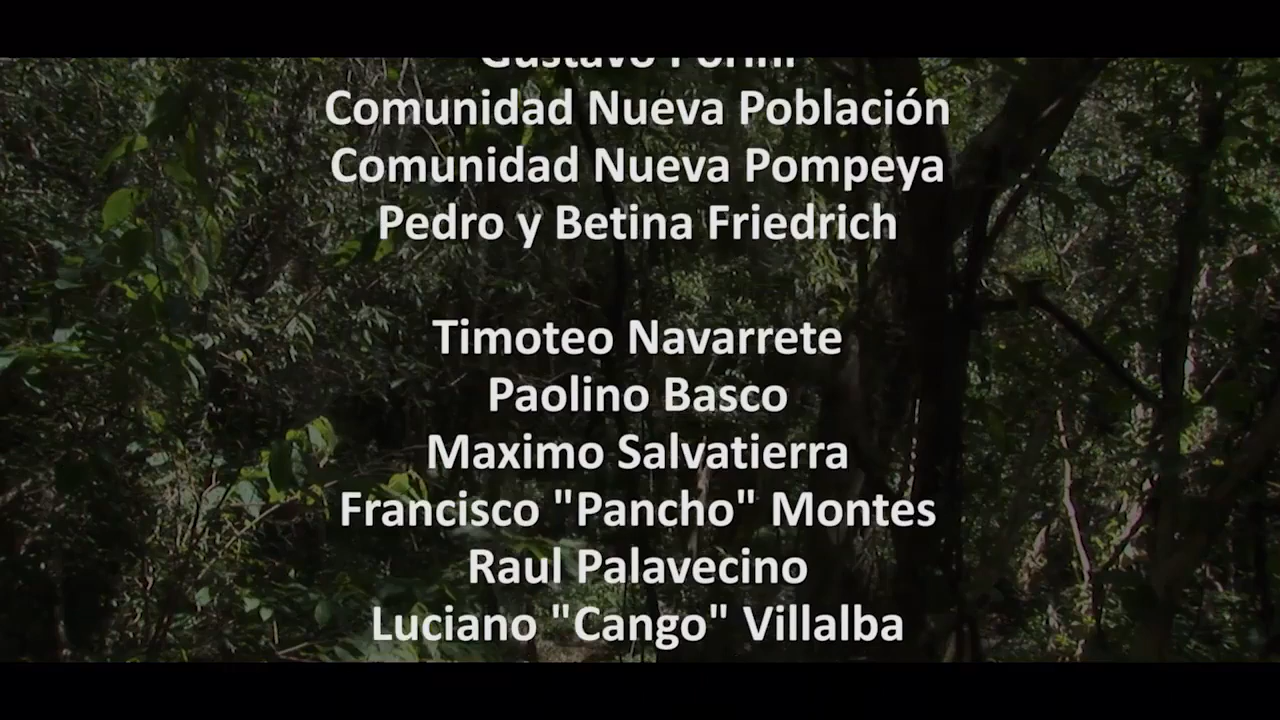 Gustavo
Comunidad Nueva Población
Comunidad Nueva Pompeya
Pedro y Betina Friedrich
Timoteo Navarrete
Paolino Basco
Maximo Salvatierra
Francisco "Pancho" Montes
Raul Palavecino
Luciano "Cango" Villalba